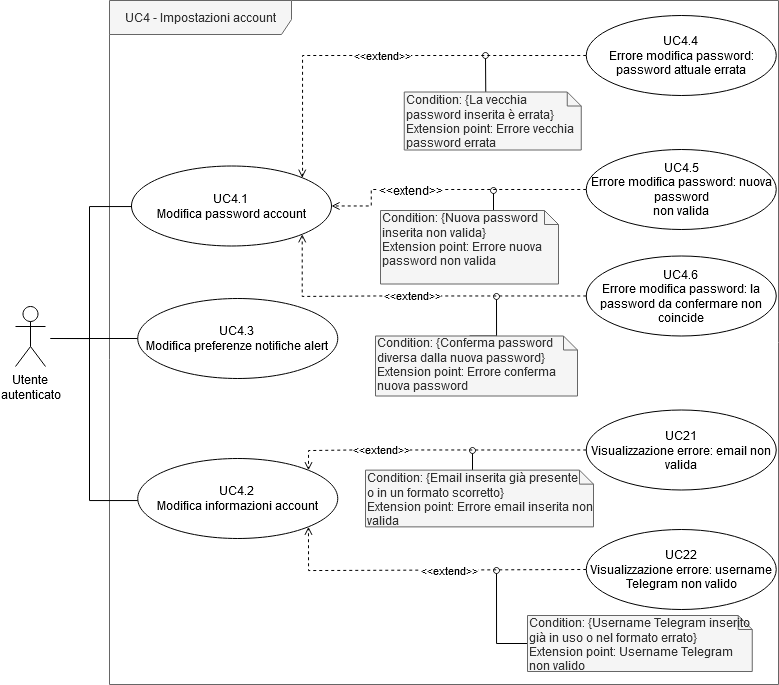 UC4 - Impostazioni account
UC4.4
Errore modifica password:
password attuale errata
<<extend>>
Condition: {La vecchia
password inserita è errata}
Extension point: Errore vecchia
password errata
UC4.5
Errore modifica password: nuova
password
non valida
<<extend>>
UC4.1
Modifica password account
Condition: {Nuova password
inserita non valida}
Extension point: Errore nuova
password non valida
UC4.6
Errore modifica password: la
password da confermare non
coincide
<<extend>>
UC4.3
Modifica preferenze notifiche alert
Condition: {Conferma password
diversa dalla nuova password}
Extension point: Errore conferma
nuova password
Utente
autenticato
UC21
Visualizzazione errore: email non
valida
<<extend>>
UC4.2
Modifica informazioni account
Condition: {Email inserita già presente
o in un formato scorretto}
Extension point: Errore email inserita non
valida
UC22
Visualizzazione errore: username
Telegram non valido
<<extend>>
Condition: {Username Telegram inserito
già in uso o nel formato errato}
Extension point: Username Telegram
non valido